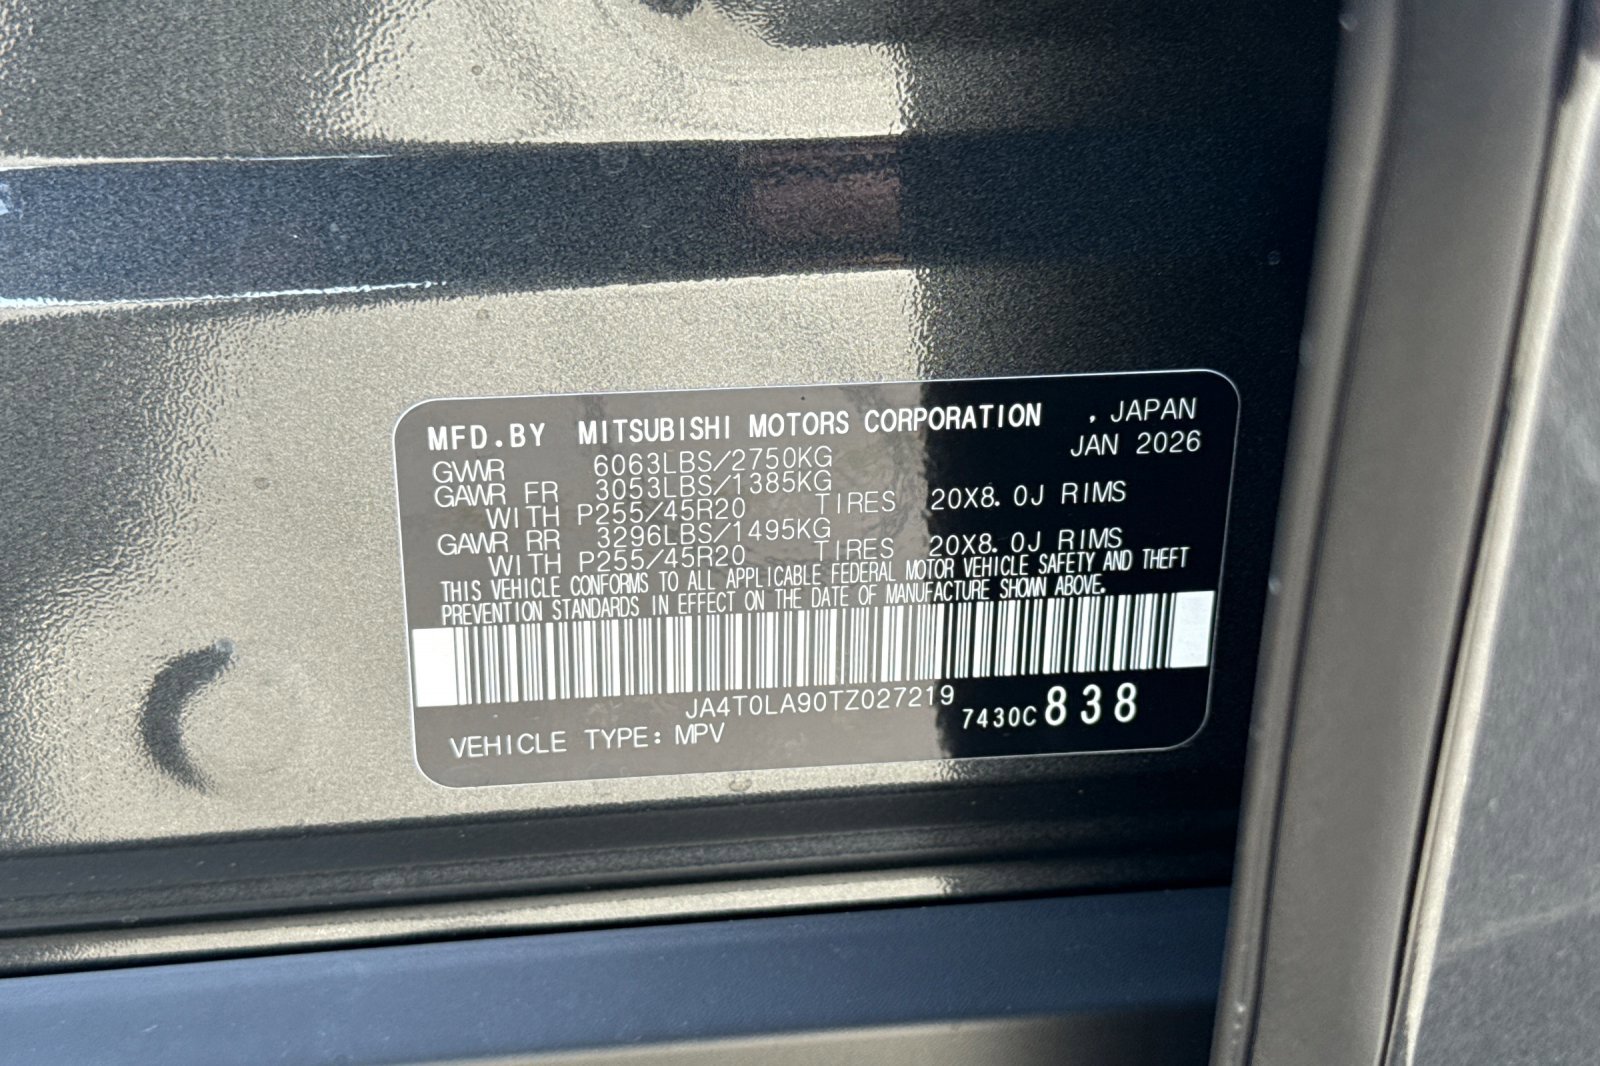 MFD.BY MITSUBISHI MOTORS CORPORATION , JAPAN
JAN 2026
GVWR 6063LBS/2750KG
GAWR FR 3053LBS/1385KG
WITH P255/45R20 TIRES 20X8.0J RIMS
GAWR RR 3296LBS/1495KG
WITH P255/45R20 TIRES 20X8.0J RIMS
THIS VEHICLE CONFORMS TO ALL APPLICABLE FEDERAL MOTOR VEHICLE SAFETY AND THEFT
PREVENTION STANDARDS IN EFFECT ON THE DATE OF MANUFACTURE SHOWN ABOVE.
JA4T0LA90TZ027219
7430C838
VEHICLE TYPE: MPV